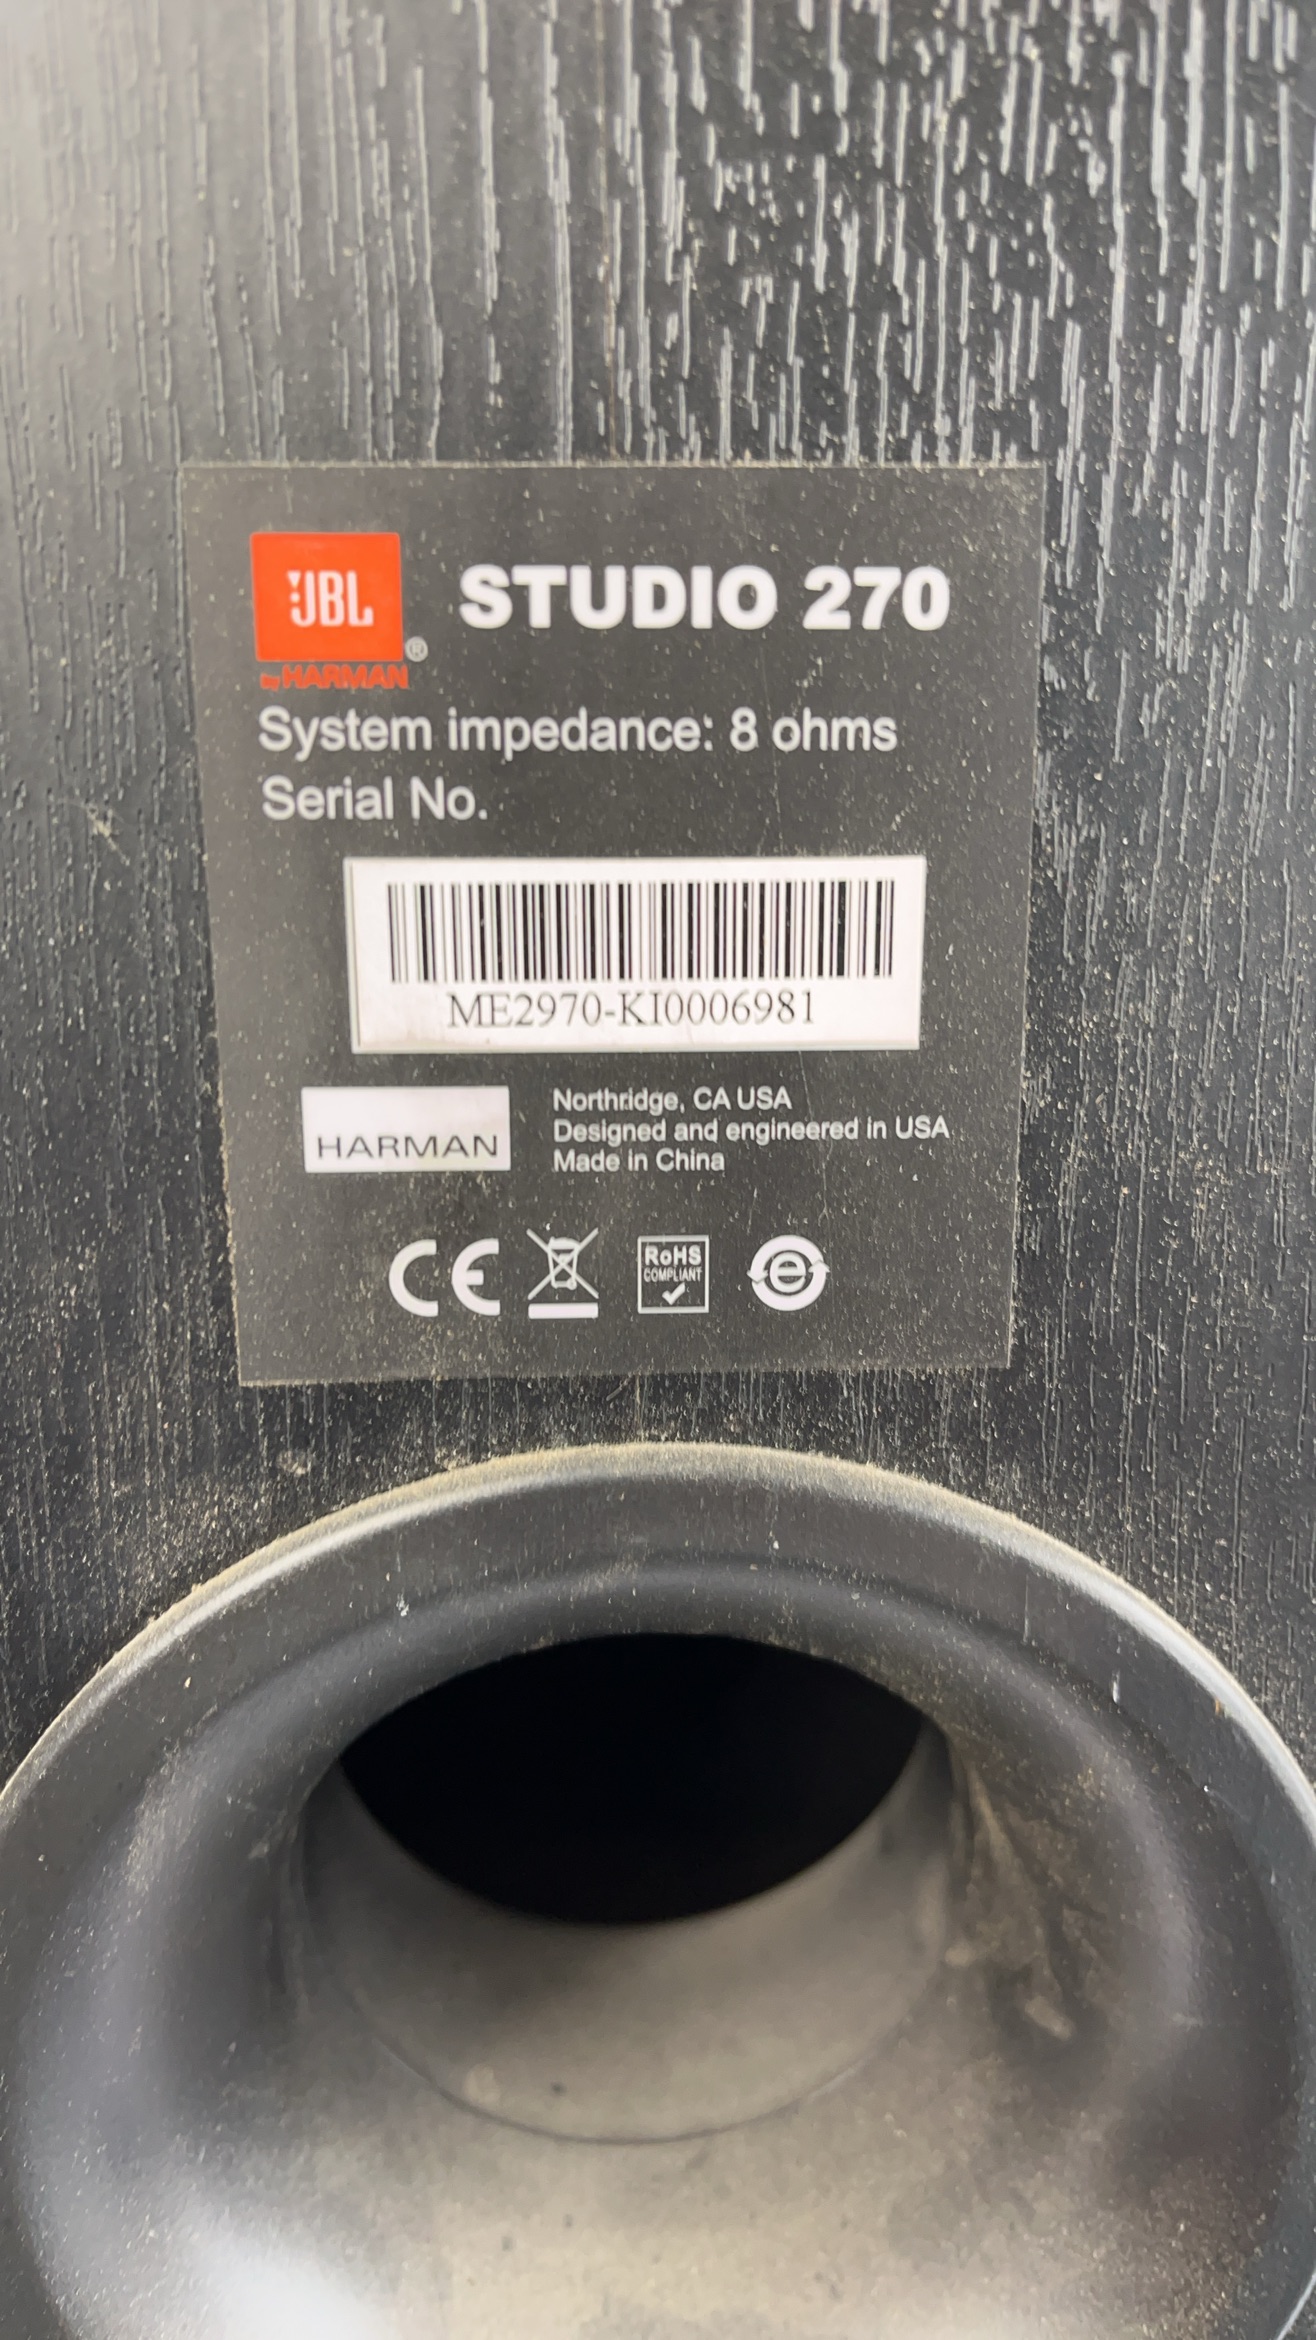 JBL ® STUDIO 270
by HARMAN
System impedance: 8 ohms
Serial No.
ME2970-KI0006981
HARMAN
Northridge, CA USA
Designed and engineered in USA
Made in China
CE
RoHS
COMPLIANT
e